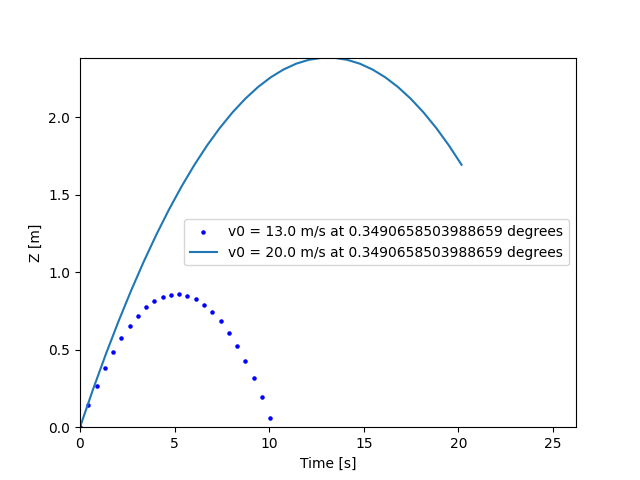 2.0
1.5
1.0
0.5
0.0
Z [m]
v0 = 13.0 m/s at 0.3490658503988659 degrees
v0 = 20.0 m/s at 0.3490658503988659 degrees
0 5 10 15 20 25
Time [s]